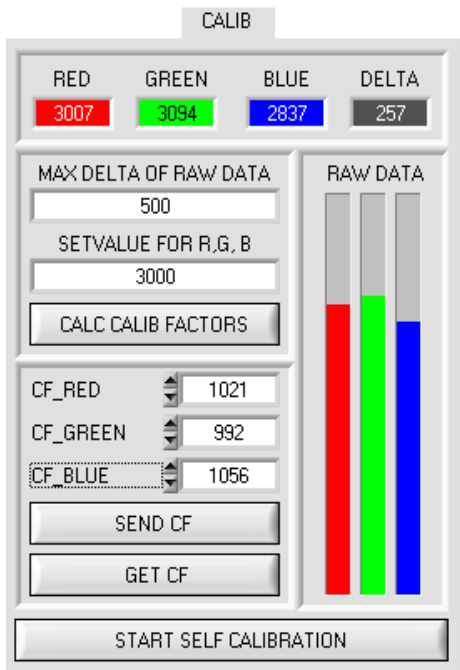 CALIB
RED GREEN BLUE DELTA
3007 3094 2837 257
MAX DELTA OF RAW DATA
500
SETVALUE FOR R,G, B
3000
CALC CALIB FACTORS
RAW DATA
CF_RED 1021
CF_GREEN 992
CF_BLUE 1056
SEND CF
GET CF
START SELF CALIBRATION